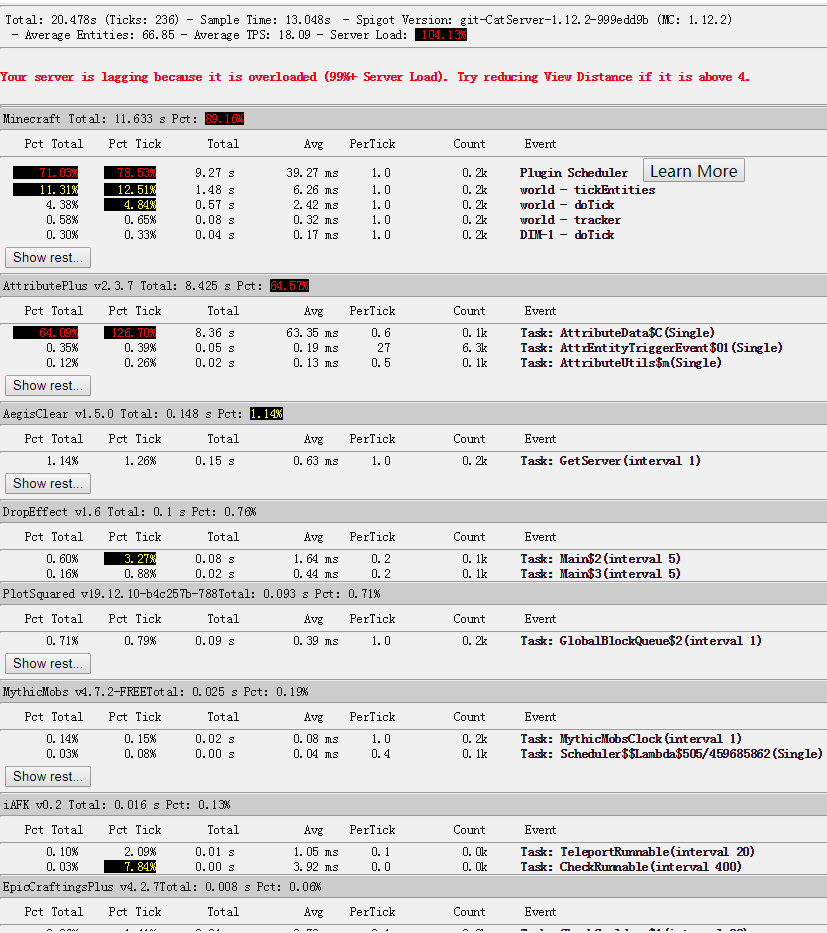 Total: 20.478s (Ticks: 236) - Sample Time: 13.048s - Spigot Version: git-CatServer-1.12.2-999edd9b (MC: 1.12.2)
- Average Entities: 66.85 - Average TPS: 18.09 - Server Load: 104.13%
Your server is lagging because it is overloaded (99%+ Server Load). Try reducing View Distance if it is above 4.
Minecraft Total: 11.633 s Pct: 89.16%
Pct Total Pct Tick Total Avg PerTick Count Event
71.03% 78.53% 9.27 s 39.27 ms 1.0 0.2k Plugin Scheduler Learn More
11.31% 12.51% 1.48 s 6.26 ms 1.0 0.2k world - tickEntities
4.38% 4.84% 0.57 s 2.42 ms 1.0 0.2k world - doTick
0.58% 0.65% 0.08 s 0.32 ms 1.0 0.2k world - tracker
0.30% 0.33% 0.04 s 0.17 ms 1.0 0.2k DIM-1 - doTick
Show rest...
AttributePlus v2.3.7 Total: 8.425 s Pct: 64.57%
Pct Total Pct Tick Total Avg PerTick Count Event
64.09% 126.70% 8.36 s 63.35 ms 0.6 0.1k Task: AttributeData$C(Single)
0.35% 0.39% 0.05 s 0.19 ms 27 6.3k Task: AttrEntityTriggerEvent$01(Single)
0.12% 0.26% 0.02 s 0.13 ms 0.5 0.1k Task: AttributeUtils$m(Single)
Show rest...
AegisClear v1.5.0 Total: 0.148 s Pct: 1.14%
Pct Total Pct Tick Total Avg PerTick Count Event
1.14% 1.26% 0.15 s 0.63 ms 1.0 0.2k Task: GetServer(interval 1)
Show rest...
DropEffect v1.6 Total: 0.1 s Pct: 0.76%
Pct Total Pct Tick Total Avg PerTick Count Event
0.60% 3.27% 0.08 s 1.64 ms 0.2 0.1k Task: Main$2(interval 5)
0.16% 0.88% 0.02 s 0.44 ms 0.2 0.1k Task: Main$3(interval 5)
PlotSquared v19.12.10-b4c257b-788Total: 0.093 s Pct: 0.71%
Pct Total Pct Tick Total Avg PerTick Count Event
0.71% 0.79% 0.09 s 0.39 ms 1.0 0.2k Task: GlobalBlockQueue$2(interval 1)
Show rest...
MythicMobs v4.7.2-FREETotal: 0.025 s Pct: 0.19%
Pct Total Pct Tick Total Avg PerTick Count Event
0.14% 0.15% 0.02 s 0.08 ms 1.0 0.2k Task: MythicMobsClock(interval 1)
0.03% 0.08% 0.00 s 0.04 ms 0.4 0.1k Task: Scheduler$$Lambda$505/459685862(Single)
Show rest...
iAFK v0.2 Total: 0.016 s Pct: 0.13%
Pct Total Pct Tick Total Avg PerTick Count Event
0.10% 2.09% 0.01 s 1.05 ms 0.1 0.0k Task: TeleportRunnable(interval 20)
0.03% 7.84% 0.00 s 3.92 ms 0.0 0.0k Task: CheckRunnable(interval 400)
EpicCraftingsPlus v4.2.7Total: 0.008 s Pct: 0.06%
Pct Total Pct Tick Total Avg PerTick Count Event